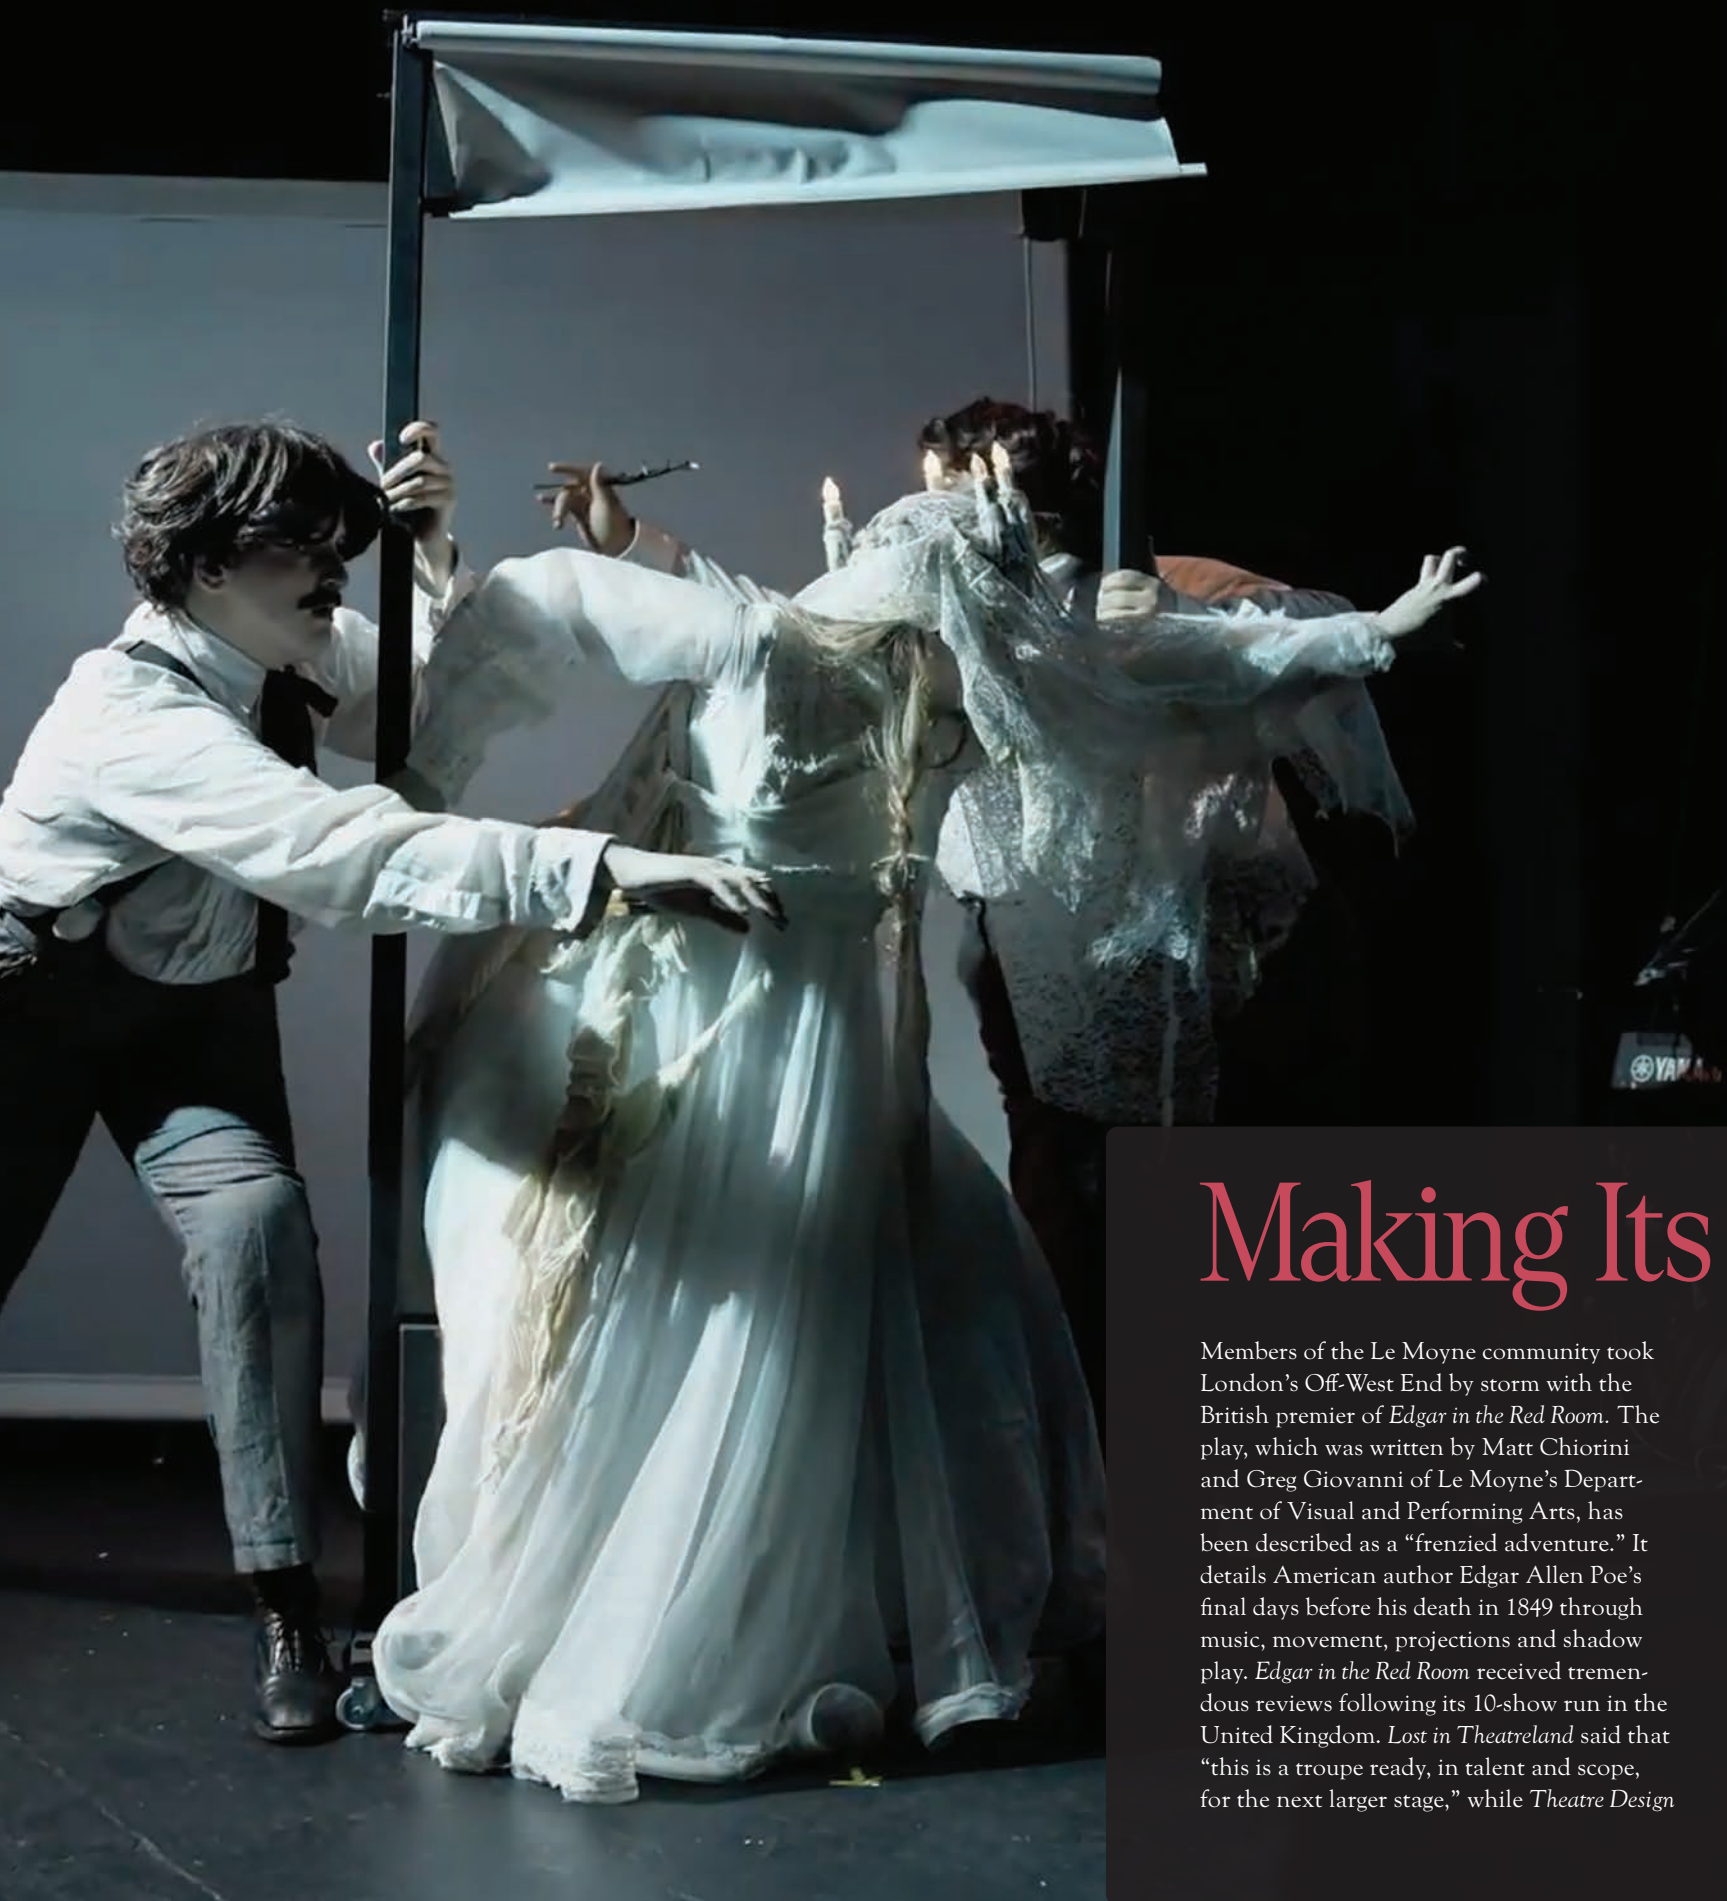 Making Its
Members of the Le Moyne community took
London’s Off-West End by storm with the
British premier of Edgar in the Red Room. The
play, which was written by Matt Chiorini
and Greg Giovanni of Le Moyne’s Depart-
ment of Visual and Performing Arts, has
been described as a “frenzied adventure.” It
details American author Edgar Allen Poe’s
final days before his death in 1849 through
music, movement, projections and shadow
play. Edgar in the Red Room received tremen-
dous reviews following its 10-show run in the
United Kingdom. Lost in Theatreland said that
“this is a troupe ready, in talent and scope,
for the next larger stage,” while Theatre Design